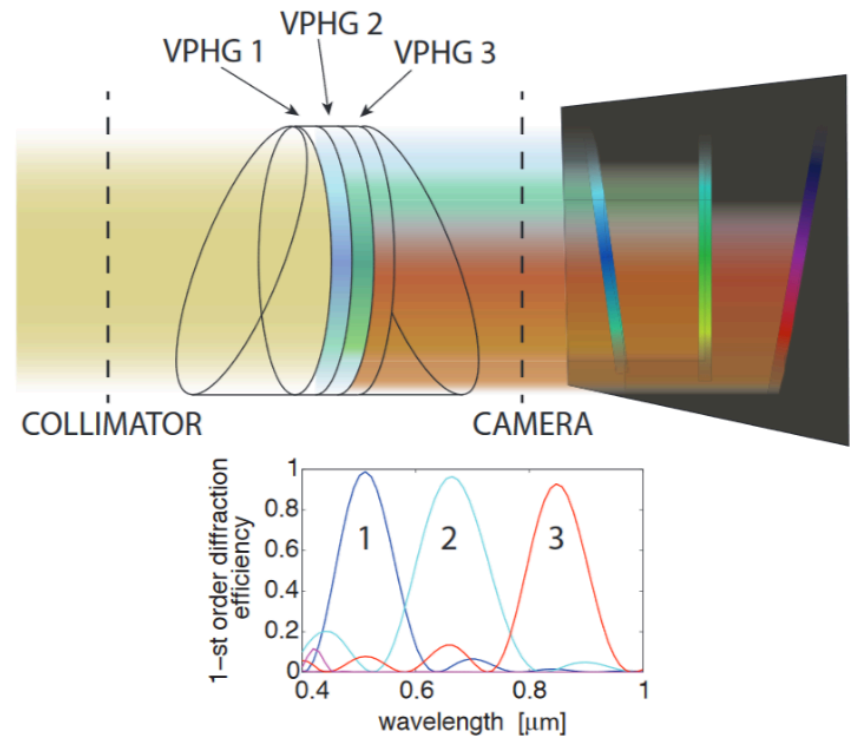 VPHG 2
VPHG 1
VPHG 3
COLLIMATOR
CAMERA
1–st order diffraction
efficiency
1
0.8
0.6
0.4
0.2
0
1
2
3
0.4
0.6
0.8
1
wavelength [μm]